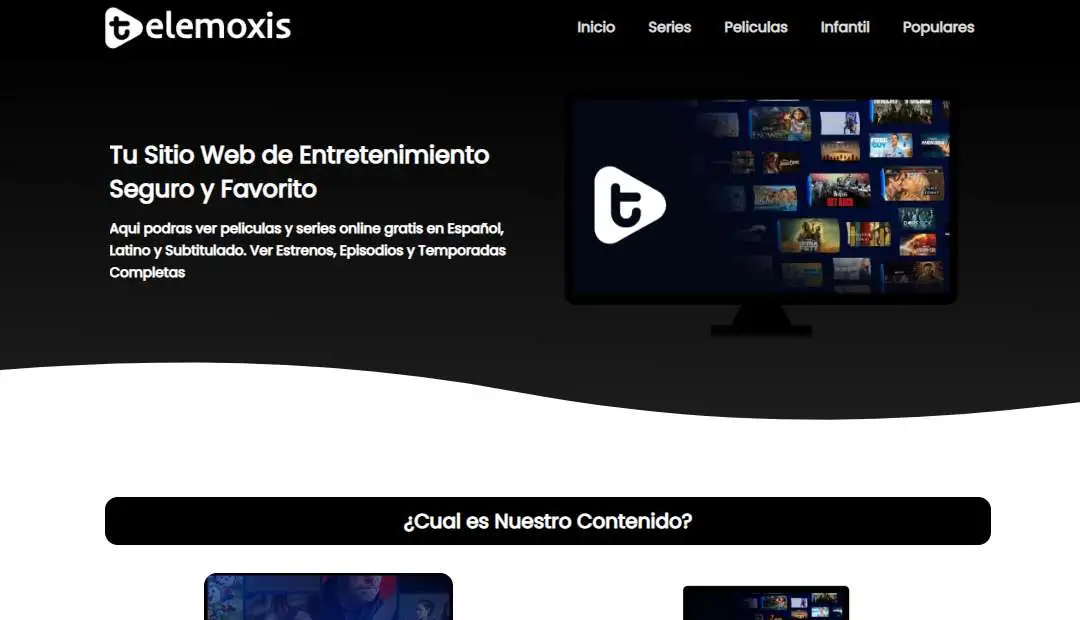 telemoxis
Inicio Series Peliculas Infantil Populares
Tu Sitio Web de Entretenimiento
Seguro y Favorito
Aqui podras ver peliculas y series online gratis en Español,
Latino y Subtitulado. Ver Estrenos, Episodios y Temporadas
Completas
t
¿Cual es Nuestro Contenido?